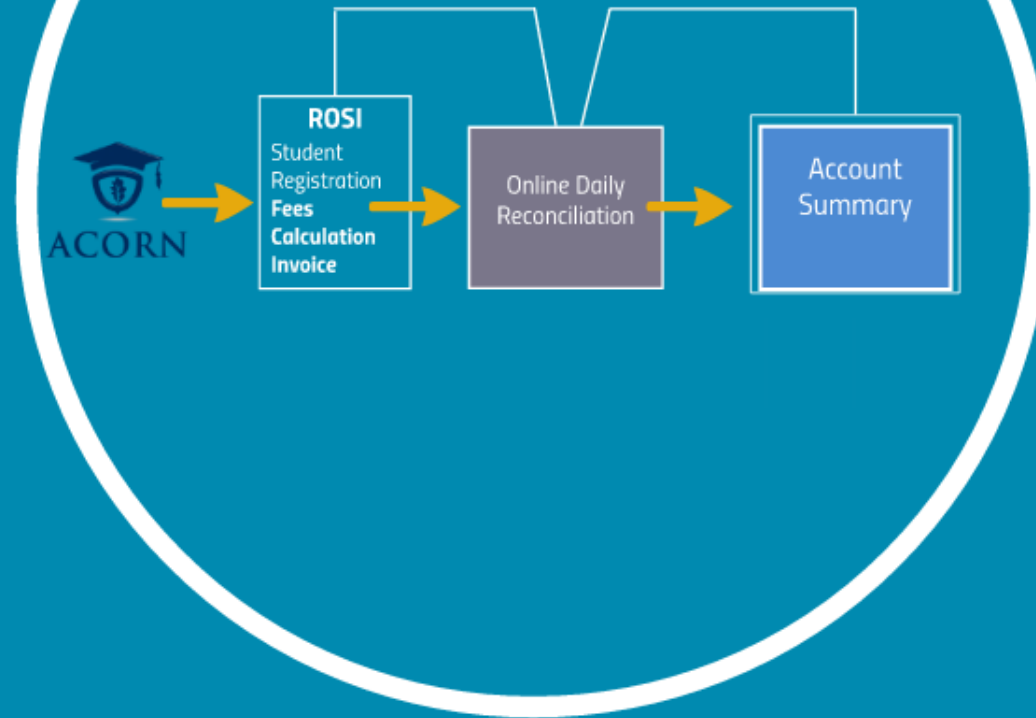 ACORN
ROSI
Student
Registration
Fees
Calculation
Invoice
Online Daily
Reconciliation
Account
Summary